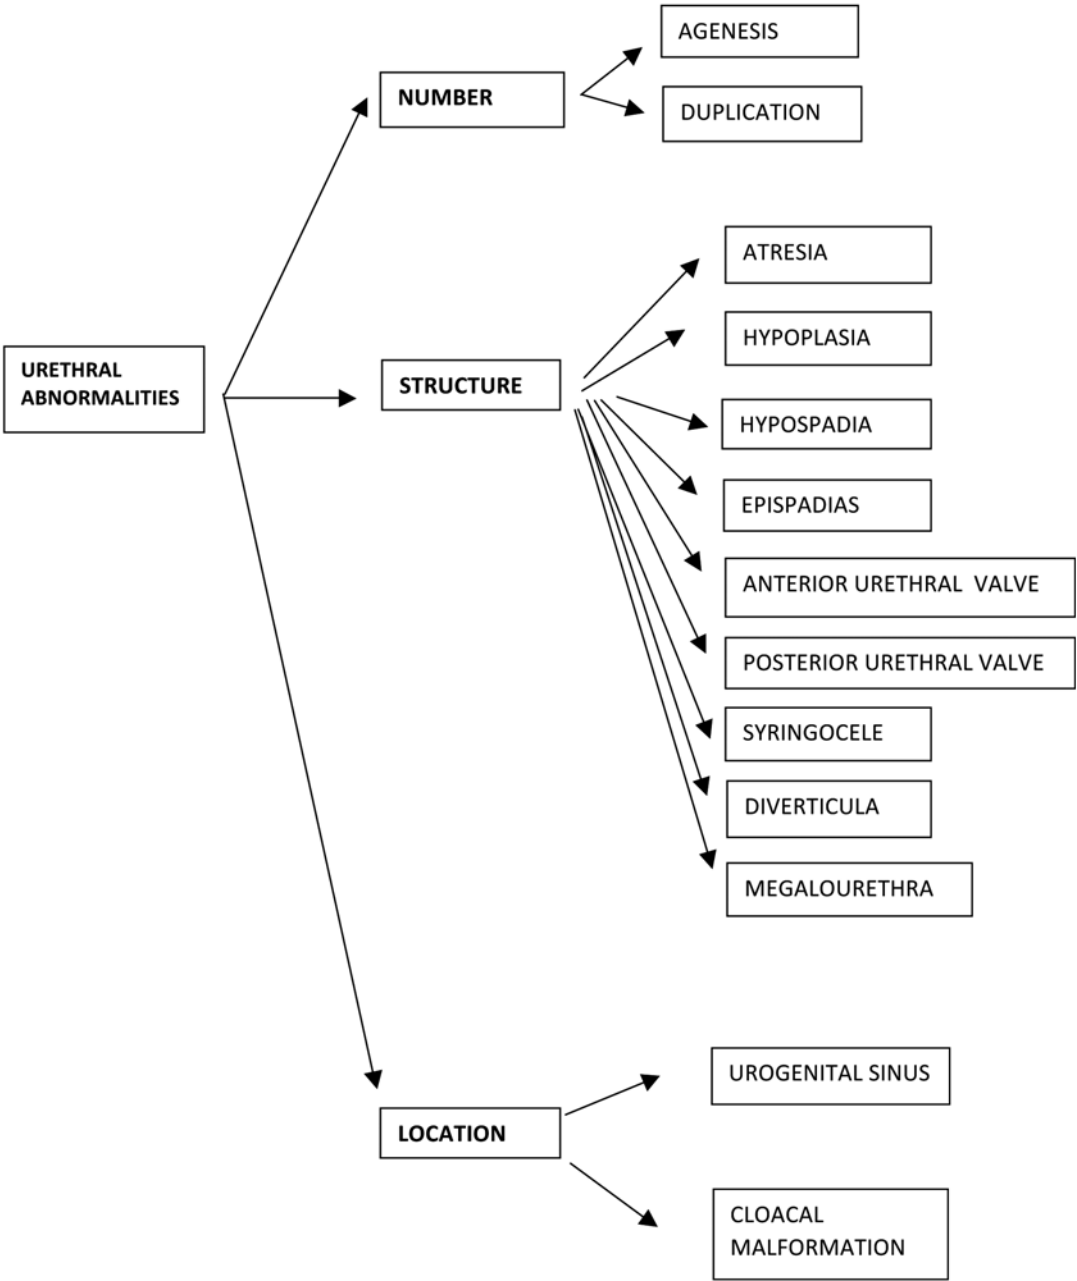 URETHRAL
ABNORMALITIES
NUMBER
AGENESIS
DUPLICATION
STRUCTURE
ATRESIA
HYPOPLASIA
HYPOSPADIA
EPISPADIAS
ANTERIOR URETHRAL  VALVE
POSTERIOR URETHRAL VALVE
SYRINGOCELE
DIVERTICULA
MEGALOURETHRA
LOCATION
UROGENITAL SINUS
CLOACAL
MALFORMATION